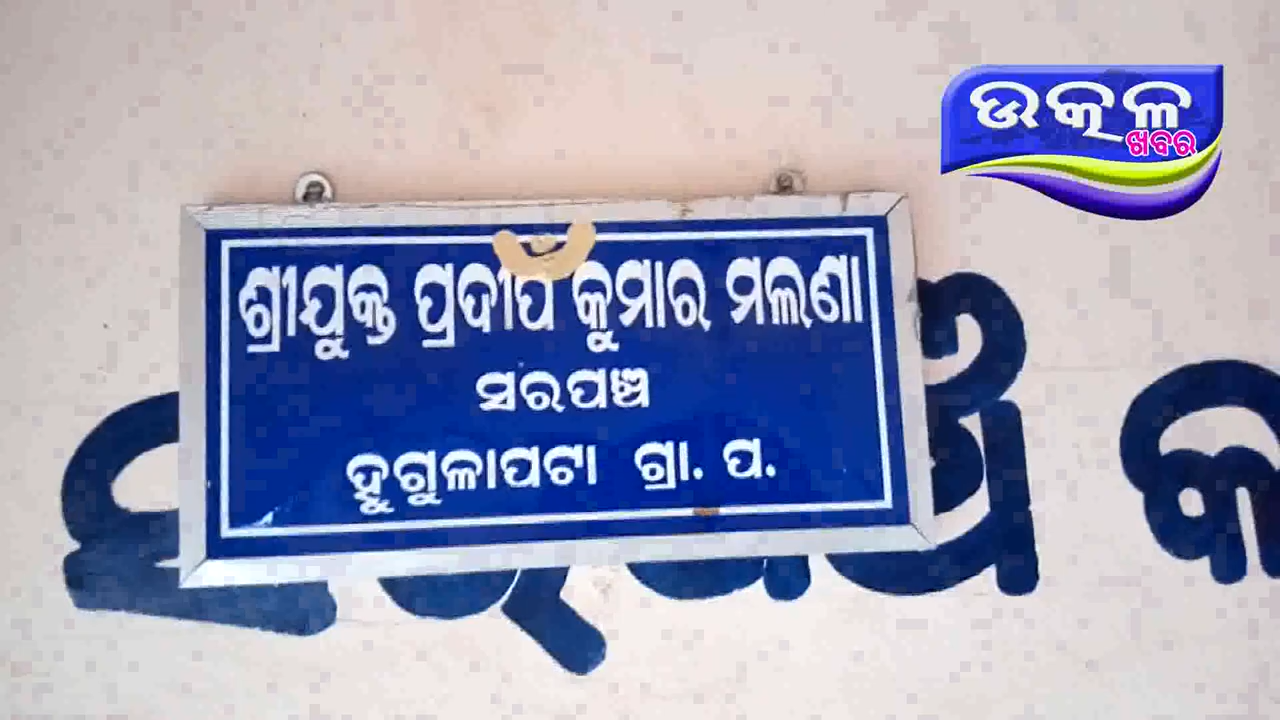 ଉତ୍କଳ
ଖବର
ଶ୍ରୀଯୁକ୍ତ ପ୍ରଦୀପ କୁମାର ମଲଣା
ସରପଞ୍ଚ
ହୁଗୁଳାପଟା ଗ୍ରା. ପ.